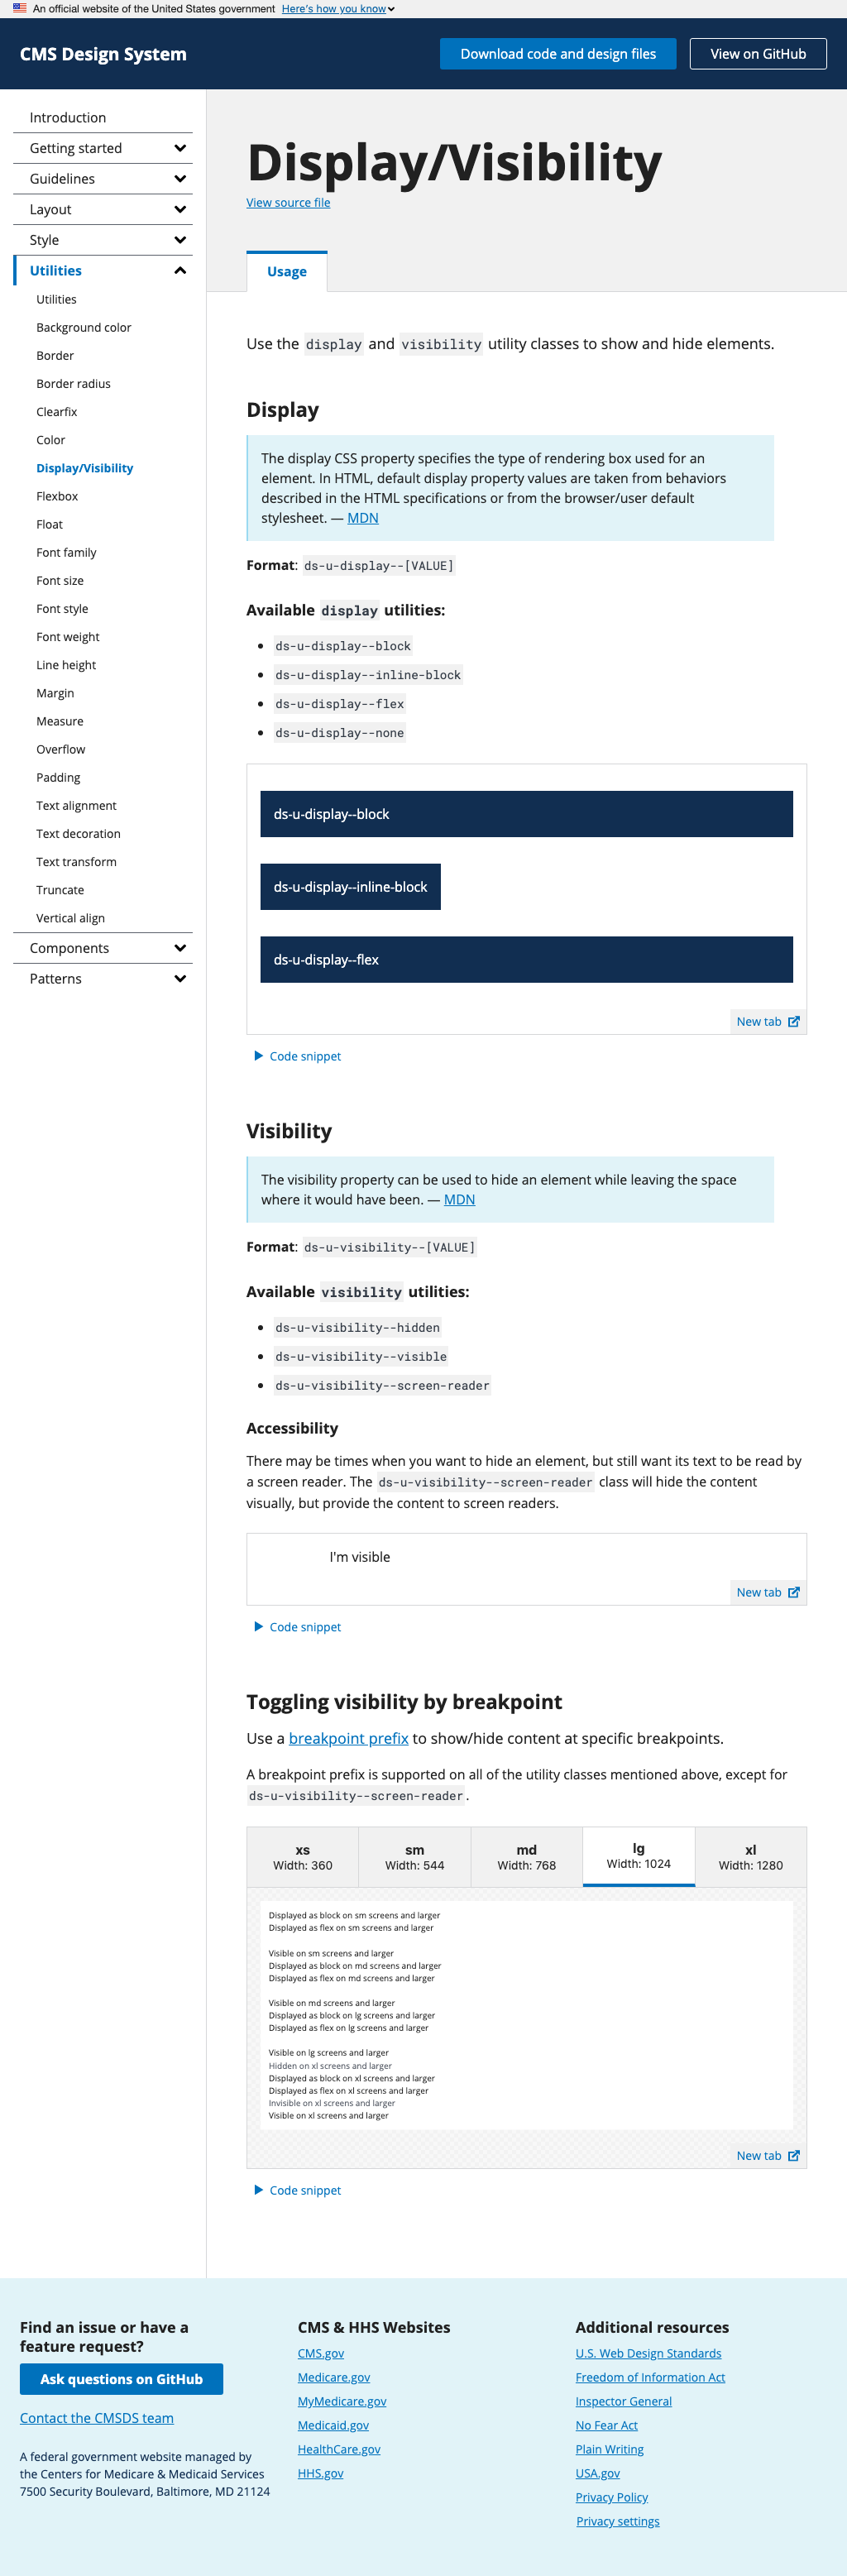 An official website of the United States government Here's how you know
CMS Design System
Download code and design files
View on GitHub
Introduction
Getting started
Guidelines
Layout
Style
Utilities
Utilities
Background color
Border
Border radius
Clearfix
Color
Display/Visibility
Flexbox
Float
Font family
Font size
Font style
Font weight
Line height
Margin
Measure
Overflow
Padding
Text alignment
Text decoration
Text transform
Truncate
Vertical align
Components
Patterns
Display/Visibility
View source file
Usage
Use the display and visibility utility classes to show and hide elements.
Display
The display CSS property specifies the type of rendering box used for an
element. In HTML, default display property values are taken from behaviors
described in the HTML specifications or from the browser/user default
stylesheet. — MDN
Format: ds-u-display--[VALUE]
Available display utilities:
ds-u-display--block
ds-u-display--inline-block
ds-u-display--flex
ds-u-display--none
ds-u-display--block
ds-u-display--inline-block
ds-u-display--flex
New tab
Code snippet
Visibility
The visibility property can be used to hide an element while leaving the space
where it would have been. — MDN
Format: ds-u-visibility--[VALUE]
Available visibility utilities:
ds-u-visibility--hidden
ds-u-visibility--visible
ds-u-visibility--screen-reader
Accessibility
There may be times when you want to hide an element, but still want its text to be read by
a screen reader. The ds-u-visibility--screen-reader class will hide the content
visually, but provide the content to screen readers.
I'm visible
New tab
Code snippet
Toggling visibility by breakpoint
Use a breakpoint prefix to show/hide content at specific breakpoints.
A breakpoint prefix is supported on all of the utility classes mentioned above, except for
ds-u-visibility--screen-reader.
xs
Width: 360
sm
Width: 544
md
Width: 768
lg
Width: 1024
xl
Width: 1280
Displayed as block on sm screens and larger
Displayed as flex on sm screens and larger
Visible on sm screens and larger
Displayed as block on md screens and larger
Displayed as flex on md screens and larger
Visible on md screens and larger
Displayed as block on lg screens and larger
Displayed as flex on lg screens and larger
Visible on lg screens and larger
Hidden on xl screens and larger
Displayed as block on xl screens and larger
Displayed as flex on xl screens and larger
Invisible on xl screens and larger
Visible on xl screens and larger
New tab
Code snippet
Find an issue or have a
feature request?
Ask questions on GitHub
Contact the CMSDS team
A federal government website managed by
the Centers for Medicare & Medicaid Services
7500 Security Boulevard, Baltimore, MD 21124
CMS & HHS Websites
CMS.gov
Medicare.gov
MyMedicare.gov
Medicaid.gov
HealthCare.gov
HHS.gov
Additional resources
U.S. Web Design Standards
Freedom of Information Act
Inspector General
No Fear Act
Plain Writing
USA.gov
Privacy Policy
Privacy settings